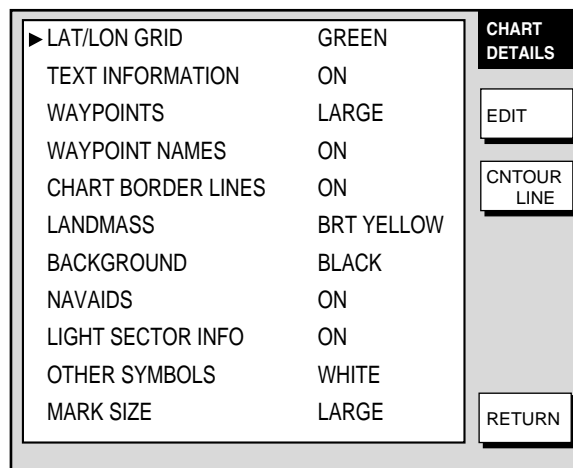 ▶LAT/LON GRID GREEN
TEXT INFORMATION ON
WAYPOINTS LARGE
WAYPOINT NAMES ON
CHART BORDER LINES ON
LANDMASS BRT YELLOW
BACKGROUND BLACK
NAVAIDS ON
LIGHT SECTOR INFO ON
OTHER SYMBOLS WHITE
MARK SIZE LARGE
CHART
DETAILS
EDIT
CNTOUR
LINE
RETURN